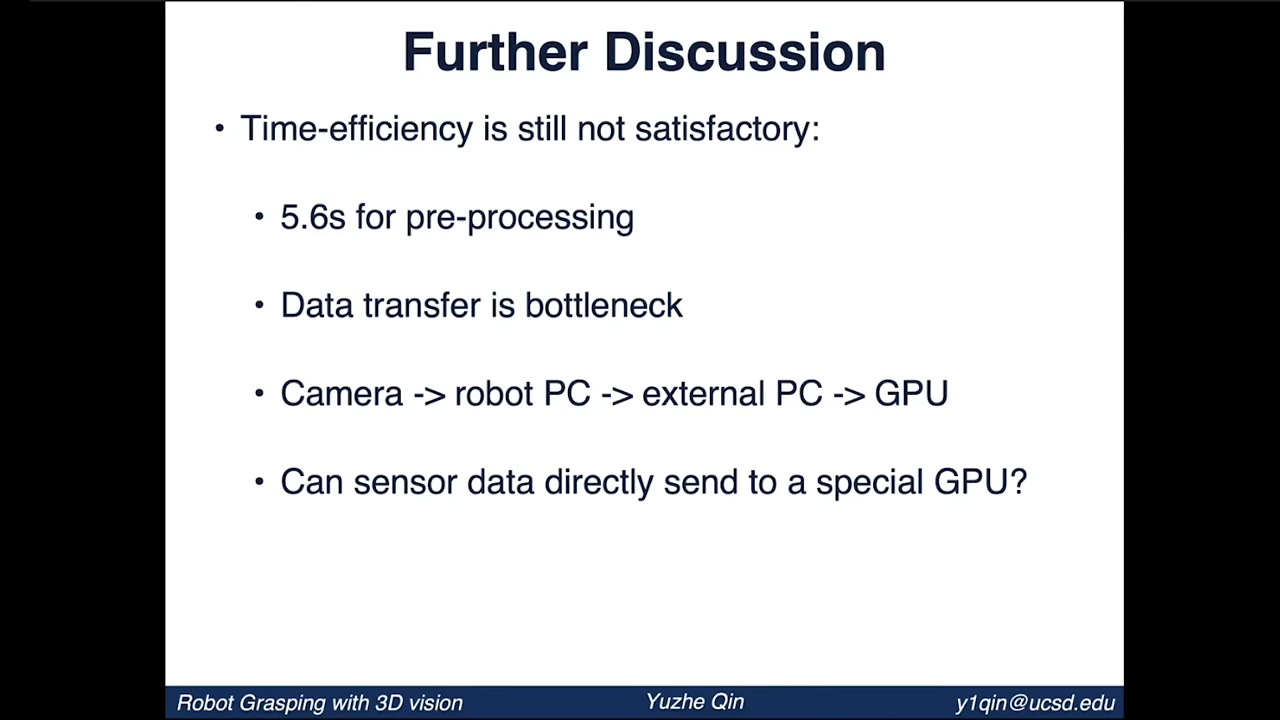 Further Discussion
• Time-efficiency is still not satisfactory:
• 5.6s for pre-processing
• Data transfer is bottleneck
• Camera -> robot PC -> external PC -> GPU
• Can sensor data directly send to a special GPU?
Robot Grasping with 3D vision Yuzhe Qin y1qin@ucsd.edu